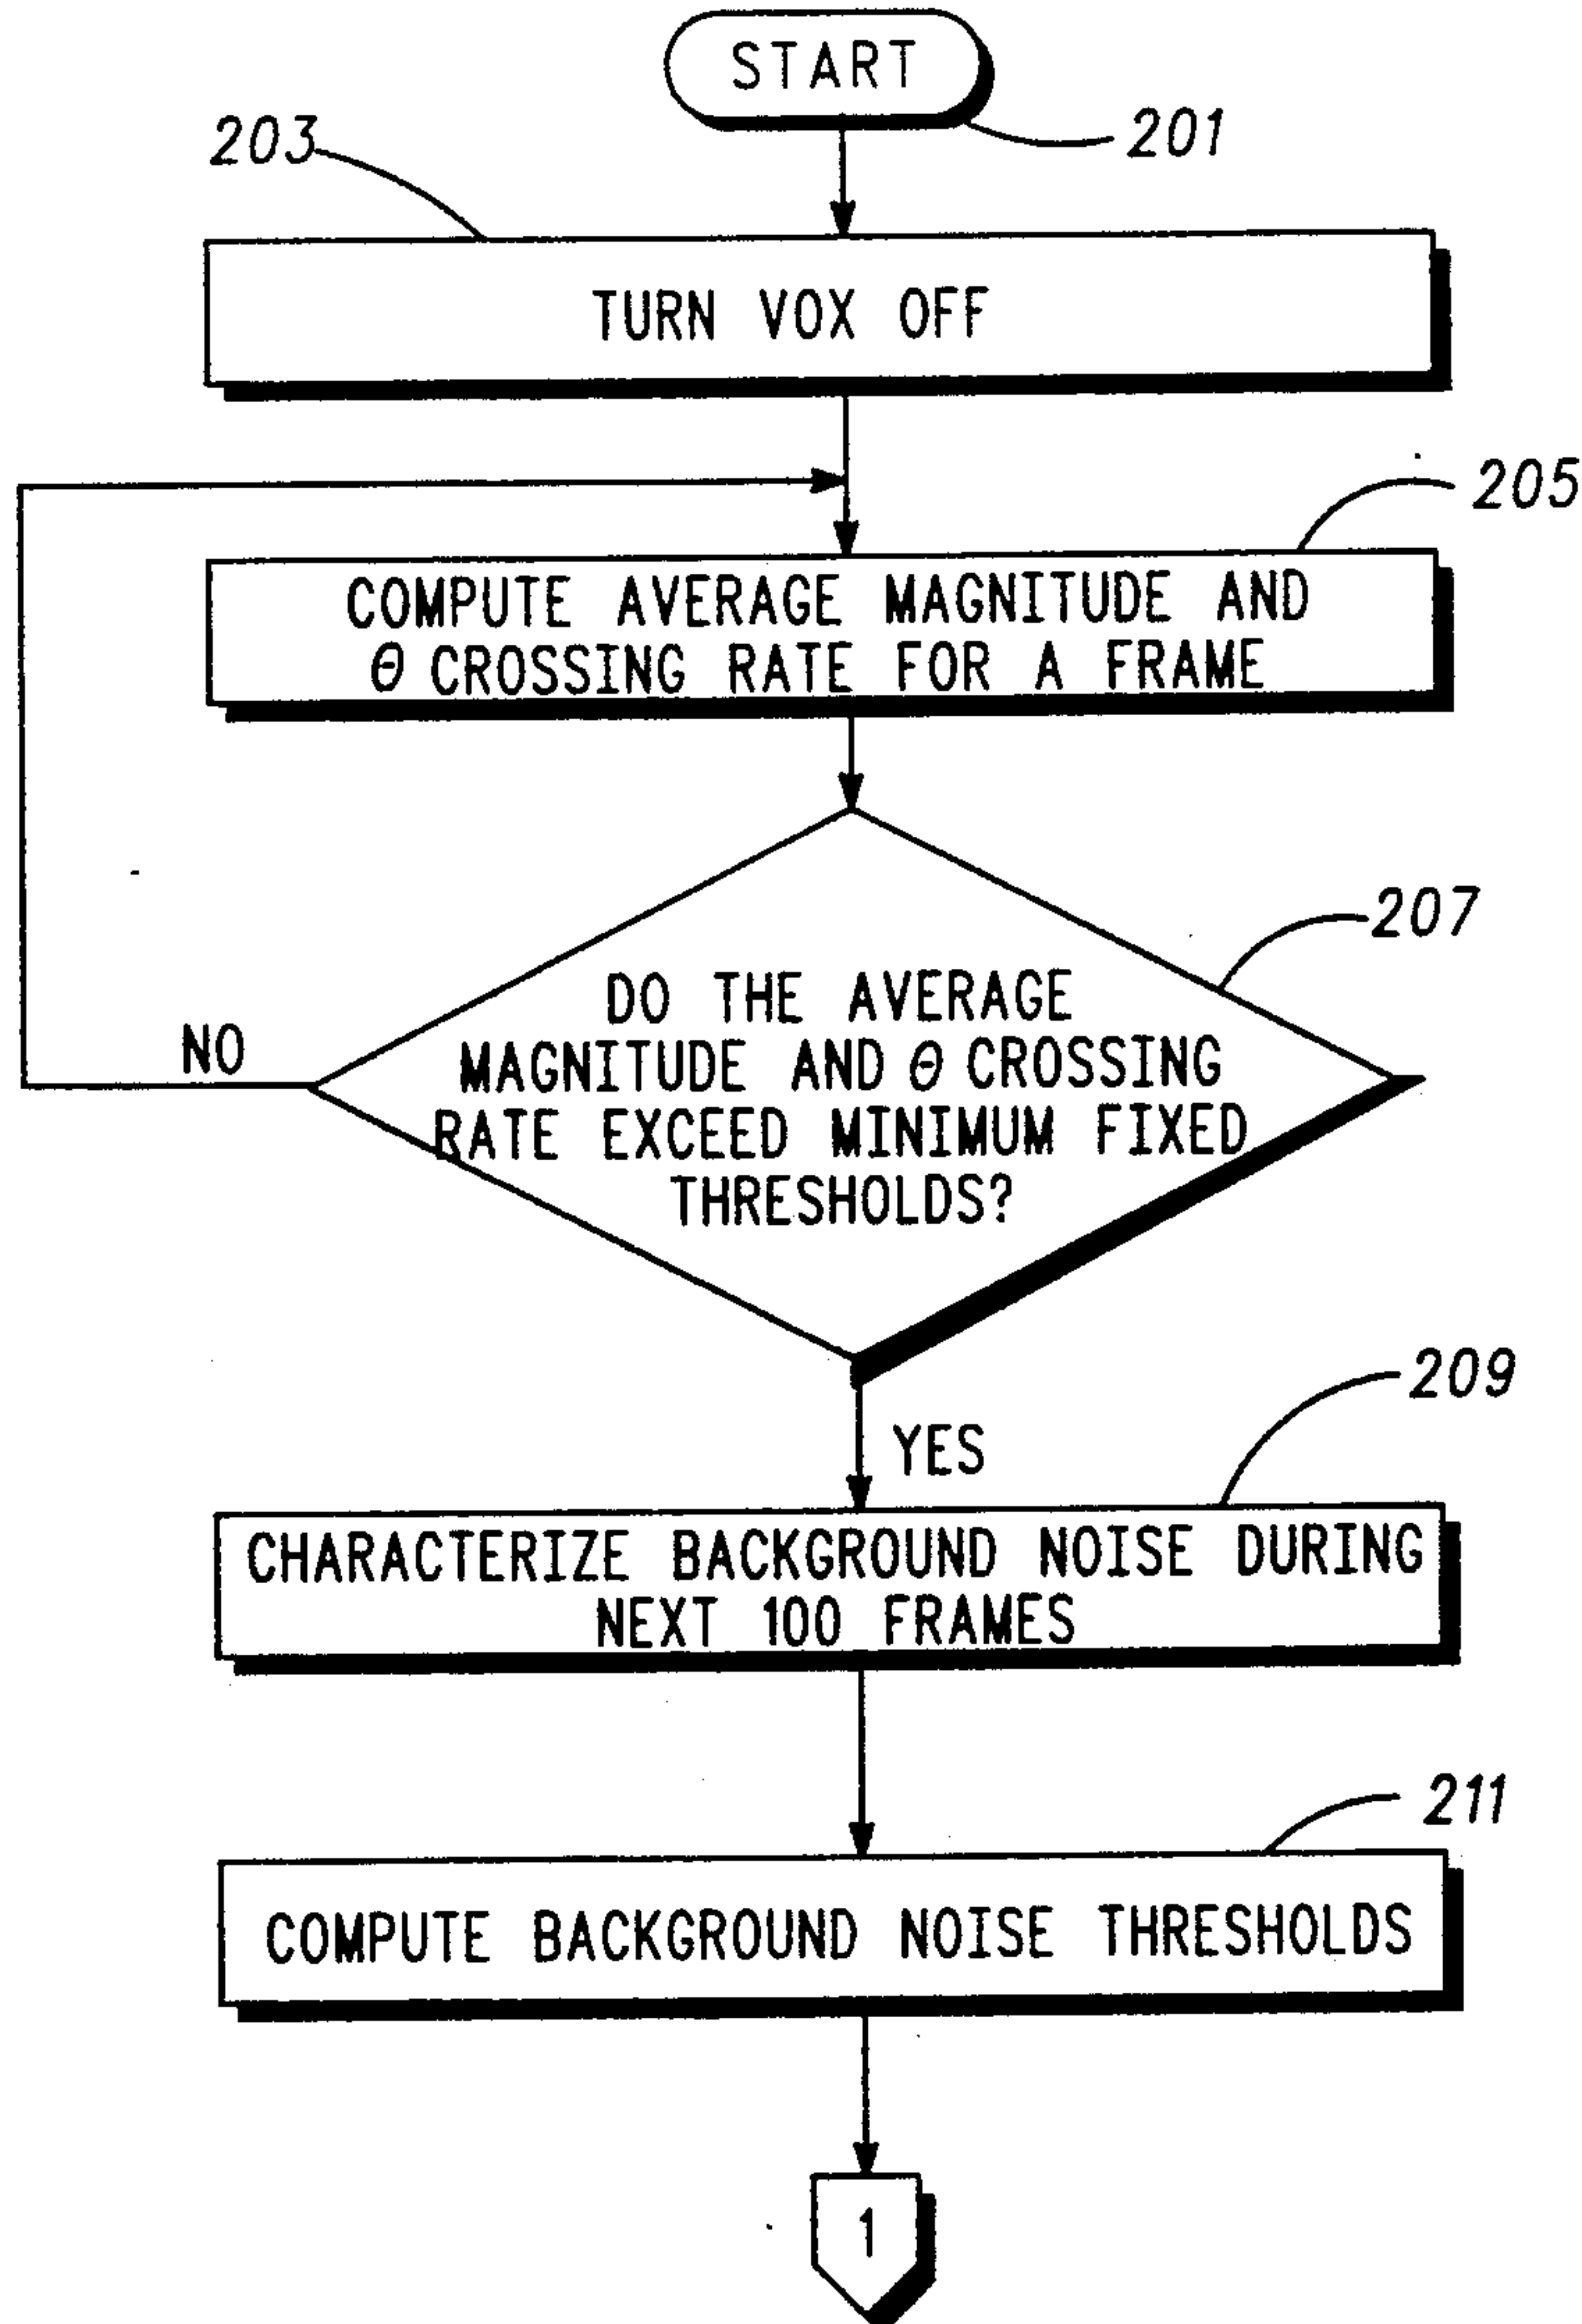 START
201
203
TURN VOX OFF
205
COMPUTE AVERAGE MAGNITUDE AND
Θ CROSSING RATE FOR A FRAME
207
DO THE AVERAGE
MAGNITUDE AND Θ CROSSING
RATE EXCEED MINIMUM FIXED
THRESHOLDS?
NO
YES
209
CHARACTERIZE BACKGROUND NOISE DURING
NEXT 100 FRAMES
211
COMPUTE BACKGROUND NOISE THRESHOLDS
1